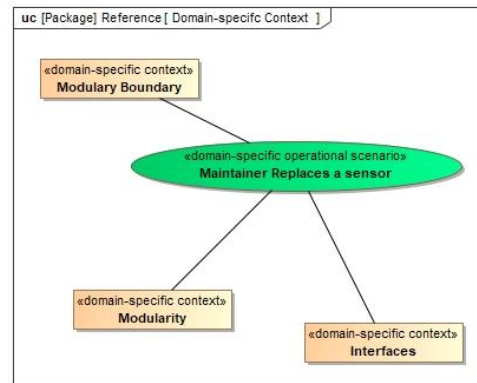 uc [Package] Reference [ Domain-specifc Context ]
«domain-specific context»
Modulary Boundary
«domain-specific operational scenario»
Maintainer Replaces a sensor
«domain-specific context»
Modularity
«domain-specific context»
Interfaces